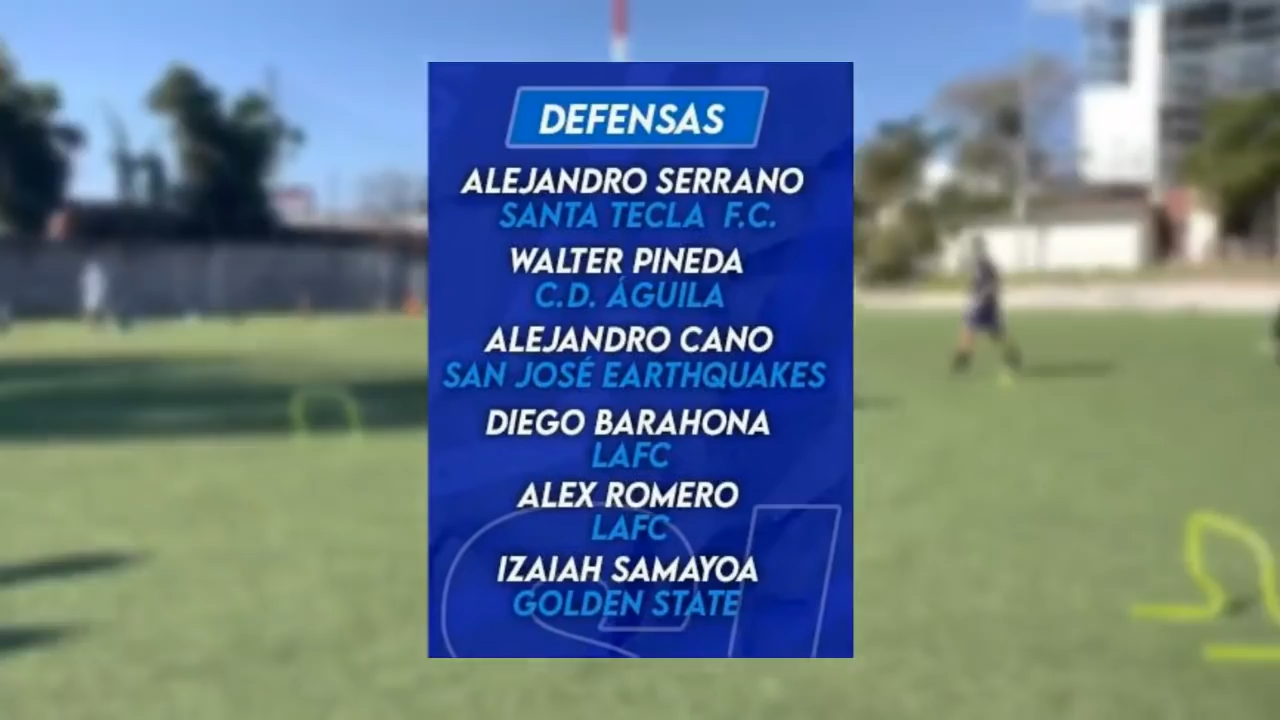 DEFENSAS
ALEJANDRO SERRANO
SANTA TECLA F.C.
WALTER PINEDA
C.D. ÁGUILA
ALEJANDRO CANO
SAN JOSÉ EARTHQUAKES
DIEGO BARAHONA
LAFC
ALEX ROMERO
LAFC
IZAIAH SAMAYOA
GOLDEN STATE